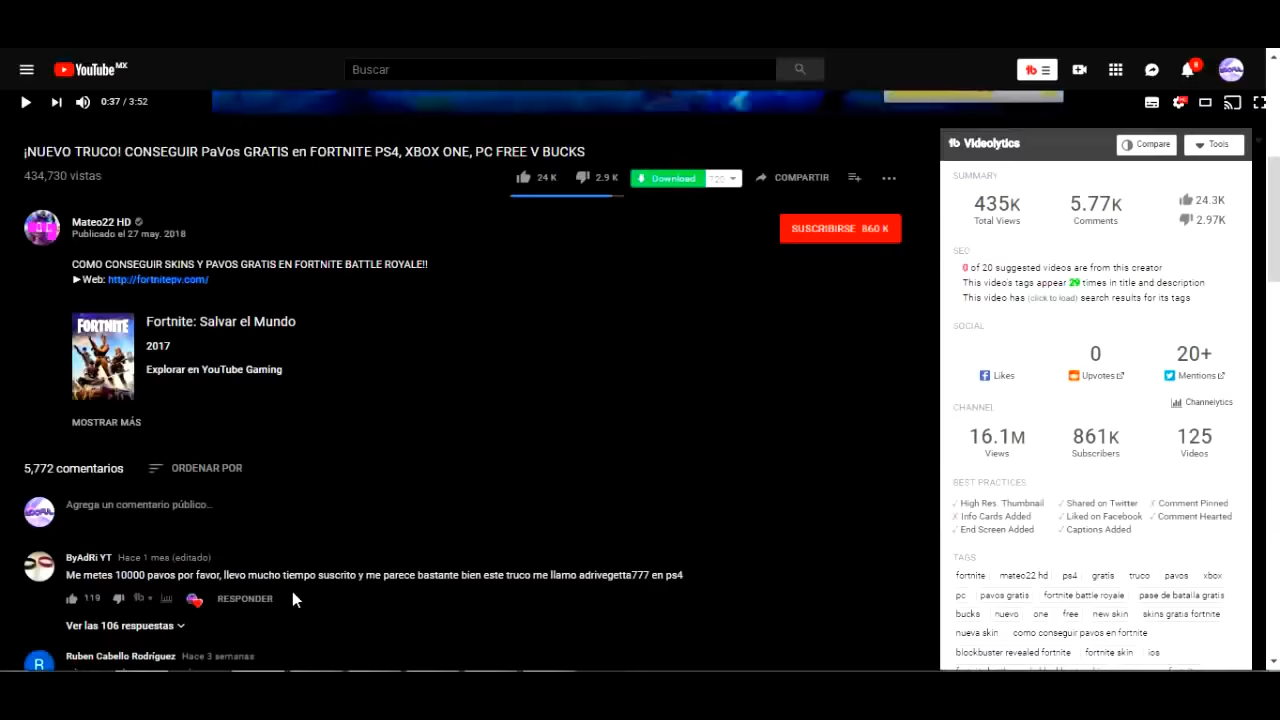 YouTube MX
Buscar
6
0:37 / 3:52
¡NUEVO TRUCO! CONSEGUIR PaVos GRATIS en FORTNITE PS4, XBOX ONE, PC FREE V BUCKS
434,730 vistas
24 K
2.9 K
Download
720
COMPARTIR
Mateo22 HD
Publicado el 27 may. 2018
SUSCRIBIRSE 860 K
COMO CONSEGUIR SKINS Y PAVOS GRATIS EN FORTNITE BATTLE ROYALE!!
►Web: http://fortnitepv.com/
FORTNITE
Fortnite: Salvar el Mundo
2017
Explorar en YouTube Gaming
MOSTRAR MÁS
5,772 comentarios
ORDENAR POR
Agrega un comentario público...
ByAdRi YT Hace 1 mes (editado)
Me metes 10000 pavos por favor, llevo mucho tiempo suscrito y me parece bastante bien este truco me llamo adrivegetta777 en ps4
119
RESPONDER
Ver las 106 respuestas
R
Ruben Cabello Rodríguez Hace 3 semanas
tb Videolytics
Compare
Tools
SUMMARY
435K
Total Views
5.77K
Comments
24.3K
2.97K
SEO
0 of 20 suggested videos are from this creator
This video's tags appear 29 times in title and description
This video has (click to load) search results for its tags
SOCIAL
Likes
0
Upvotes
20+
Mentions
CHANNEL
Channelytics
16.1M
Views
861K
Subscribers
125
Videos
BEST PRACTICES
High Res. Thumbnail Shared on Twitter Comment Pinned
Info Cards Added Liked on Facebook Comment Hearted
End Screen Added Captions Added
TAGS
fortnite mateo22 hd ps4 gratis truco pavos xbox
pc pavos gratis fortnite battle royale pase de batalla gratis
bucks nuevo one free new skin skins gratis fortnite
nueva skin como conseguir pavos en fortnite
blockbuster revealed fortnite fortnite skin ios